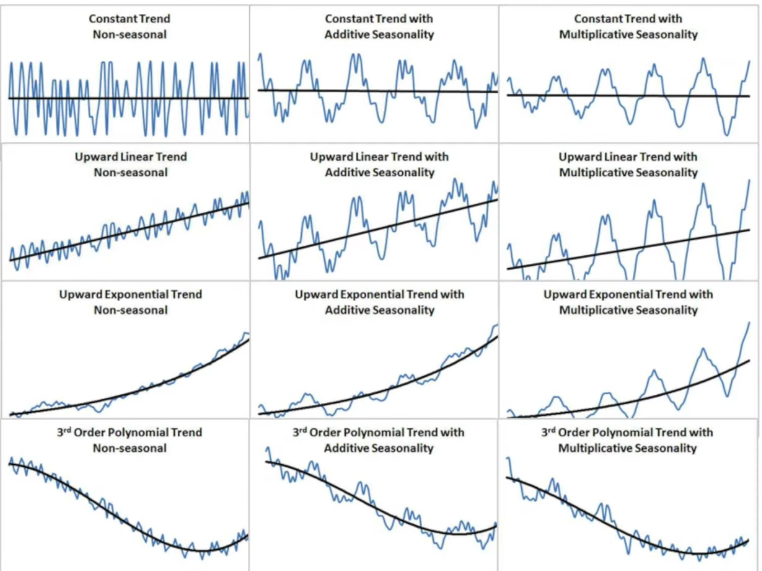 Constant Trend
Non-seasonal
Constant Trend with
Additive Seasonality
Constant Trend with
Multiplicative Seasonality
Upward Linear Trend
Non-seasonal
Upward Linear Trend with
Additive Seasonality
Upward Linear Trend with
Multiplicative Seasonality
Upward Exponential Trend
Non-seasonal
Upward Exponential Trend with
Additive Seasonality
Upward Exponential Trend with
Multiplicative Seasonality
3rd Order Polynomial Trend
Non-seasonal
3rd Order Polynomial Trend with
Additive Seasonality
3rd Order Polynomial Trend with
Multiplicative Seasonality